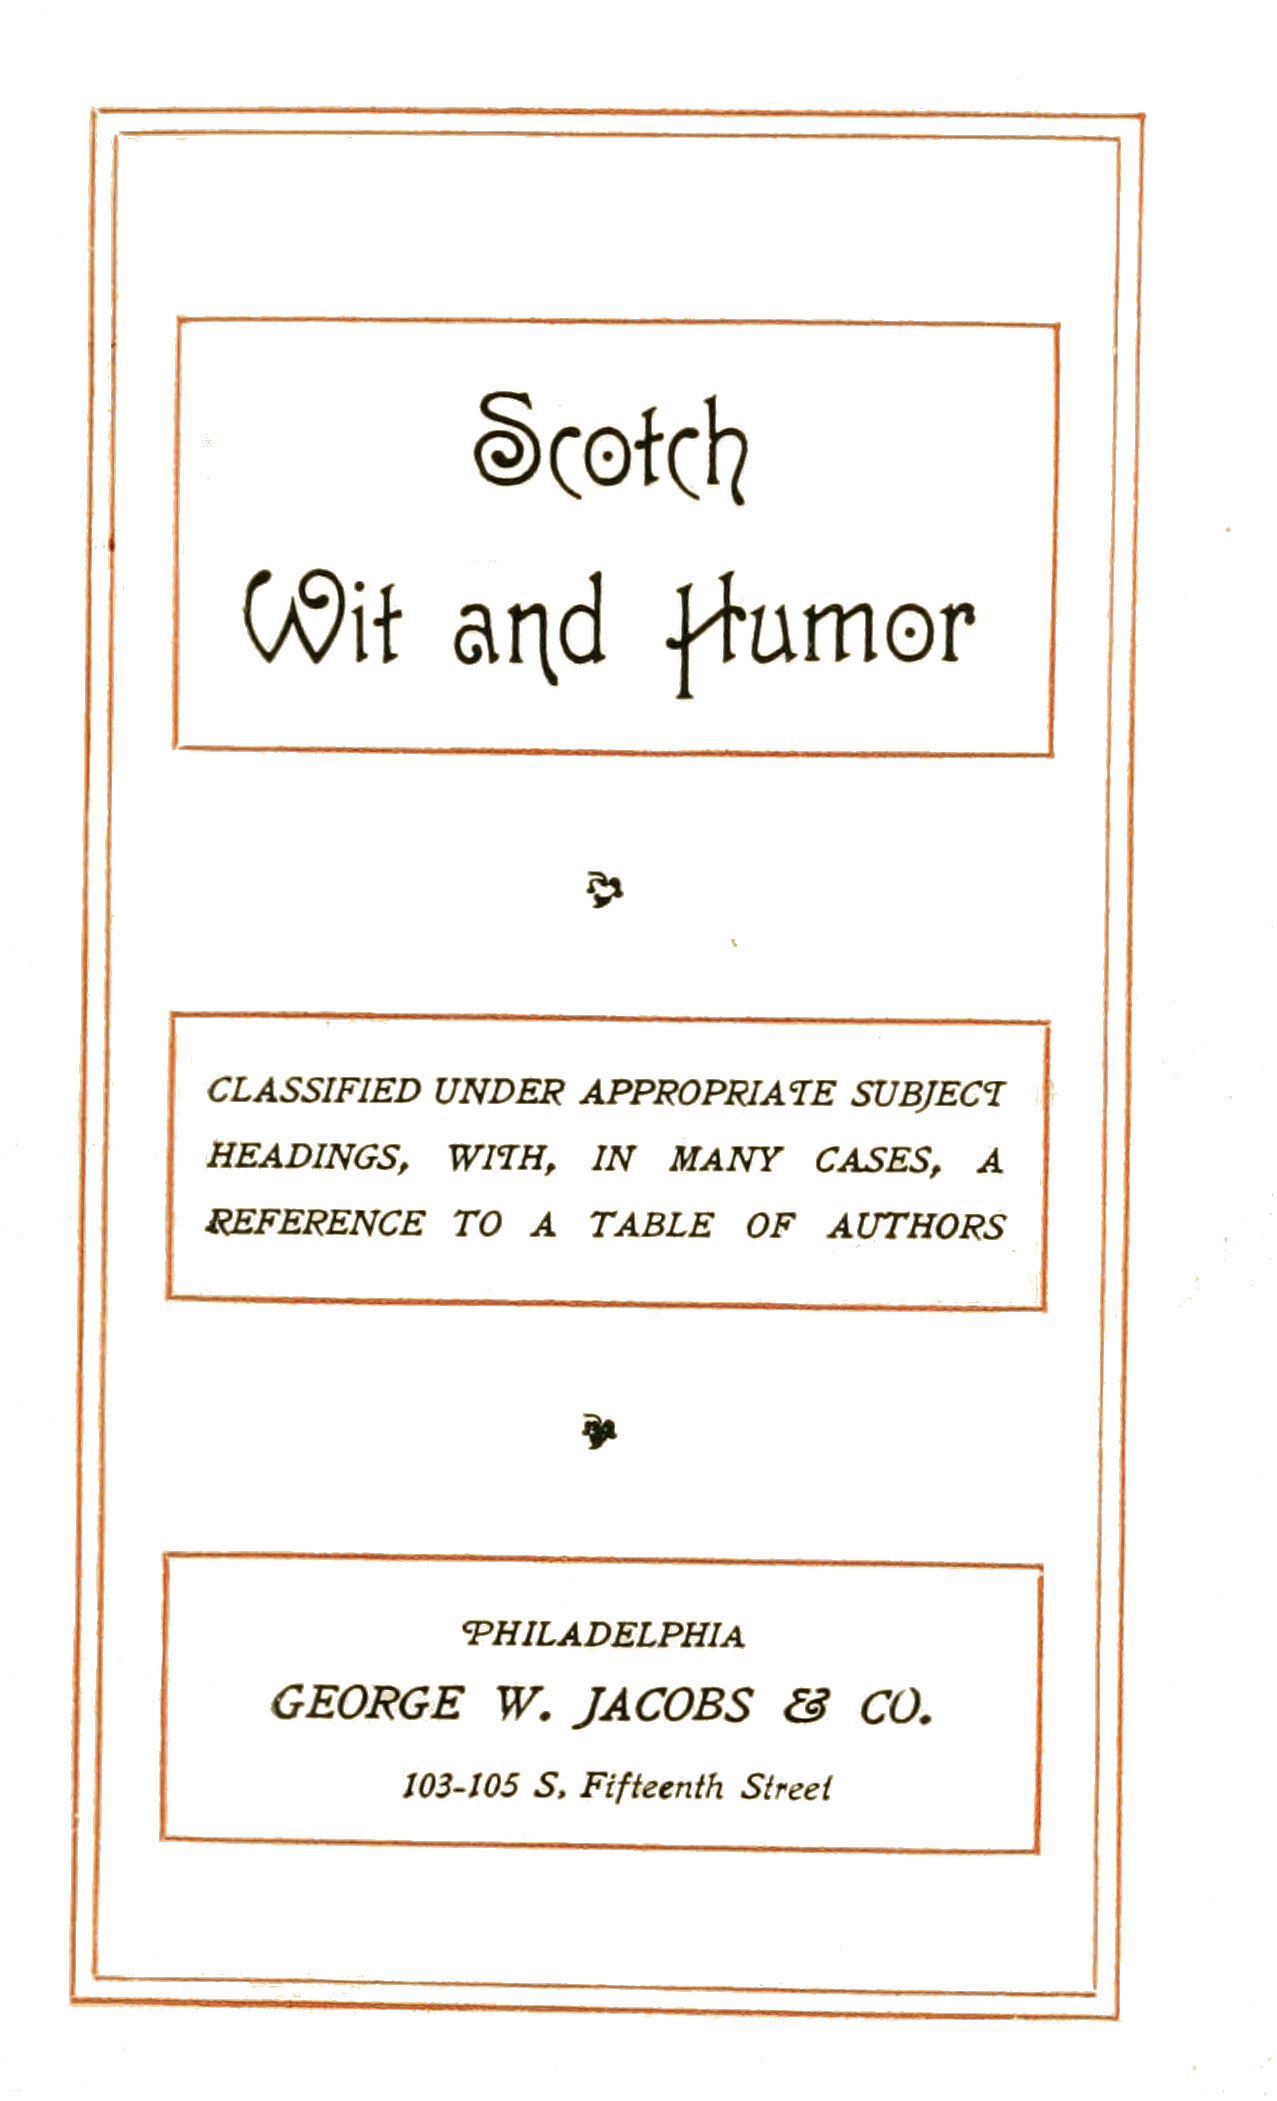 Scotch
Wit and Humor
CLASSIFIED UNDER APPROPRIATE SUBJECT
HEADINGS, WITH, IN MANY CASES, A
REFERENCE TO A TABLE OF AUTHORS
PHILADELPHIA
GEORGE W. JACOBS & CO.
103-105 S. Fifteenth Street